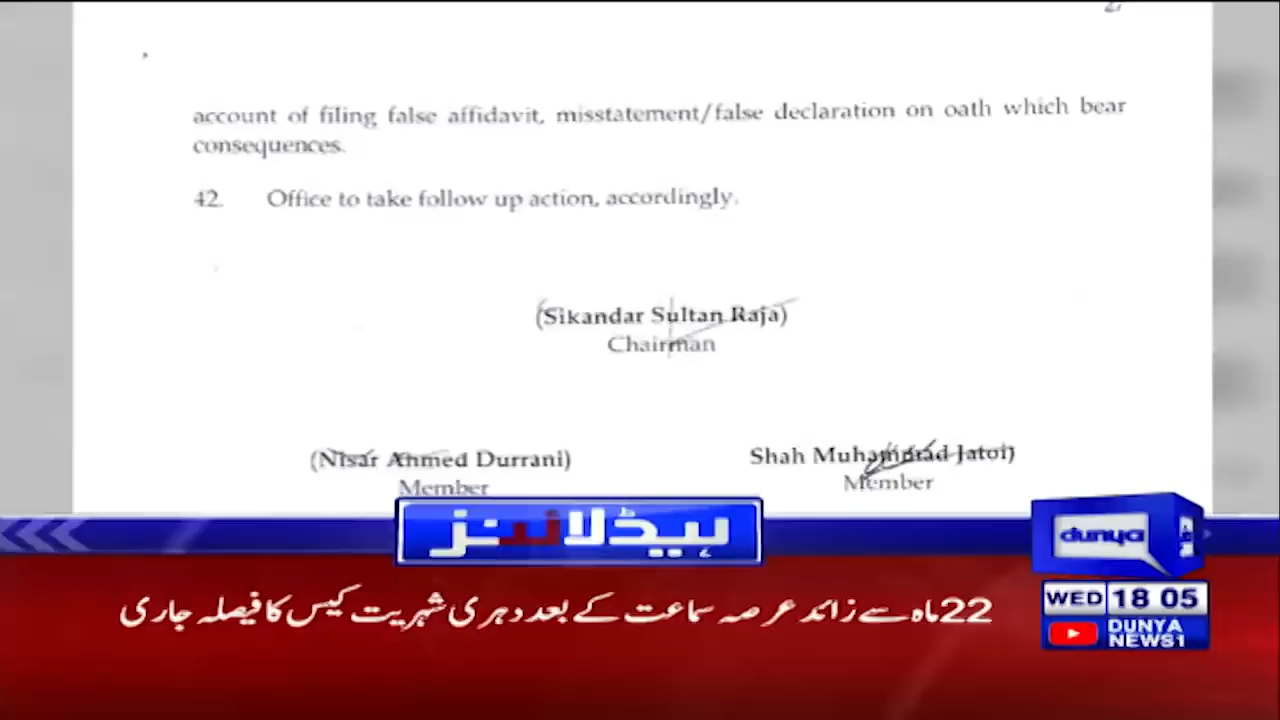 account of filing false affidavit, misstatement/false declaration on oath which bear
consequences.
42. Office to take follow up action, accordingly.
(Sikandar Sultan Raja)
Chairman
(Nisar Ahmed Durrani)
Member
Shah Muhammad Jatoi)
Member
ہیڈلائنز
dunya
22 ماہ سے زائد عرصہ سماعت کے بعد دہری شہریت کیس کا فیصلہ جاری
WED 18 05
DUNYA
NEWS1